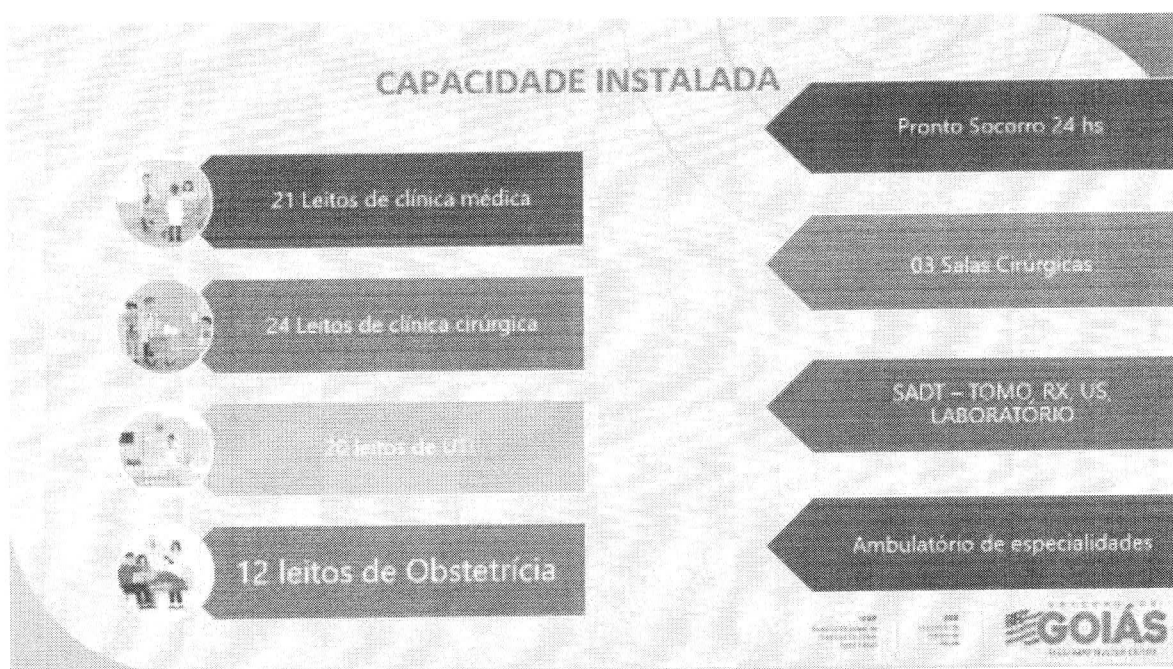 CAPACIDADE INSTALADA
21 Leitos de clínica médica
24 Leitos de clínica cirúrgica
leitos de UTI
12 leitos de Obstetrícia
Pronto Socorro 24 hs
03 Salas Cirúrgicas
SADT – TOMO, RX, US,
LABORATÓRIO
Ambulatório de especialidades
GOIÁS